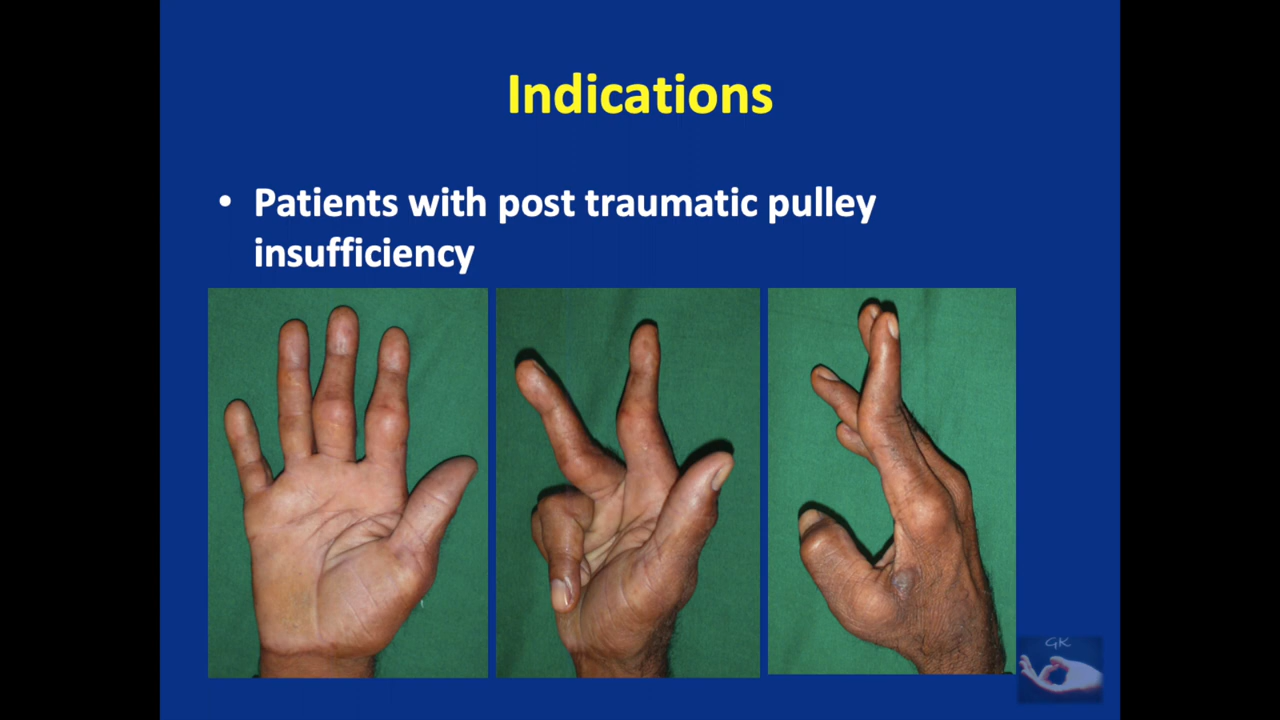 Indications
• Patients with post traumatic pulley
insufficiency
GK